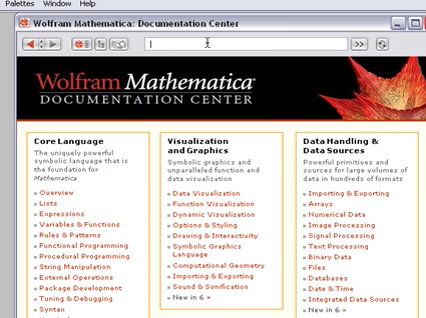 Palettes Window Help
Wolfram Mathematica: Documentation Center
>>
Wolfram Mathematica
DOCUMENTATION CENTER
Core Language
The uniquely powerful
symbolic language that is
the foundation for
Mathematica
Overview
Lists
Expressions
Variables & Functions
Rules & Patterns
Functional Programming
Procedural Programming
String Manipulation
External Operations
Package Development
Tuning & Debugging
Syntax
Visualization
and Graphics
Symbolic graphics and
unparalleled function and
data visualization
Data Visualization
Function Visualization
Dynamic Visualization
Options & Styling
Drawing & Interactivity
Symbolic Graphics
Language
Computational Geometry
Importing & Exporting
Sound & Sonification
New in 6 »
Data Handling &
Data Sources
Powerful primitives and
sources for large volumes of
data in hundreds of formats
Importing & Exporting
Arrays
Numerical Data
Image Processing
Signal Processing
Text Processing
Binary Data
Files
Databases
Date & Time
Integrated Data Sources
New in 6 »